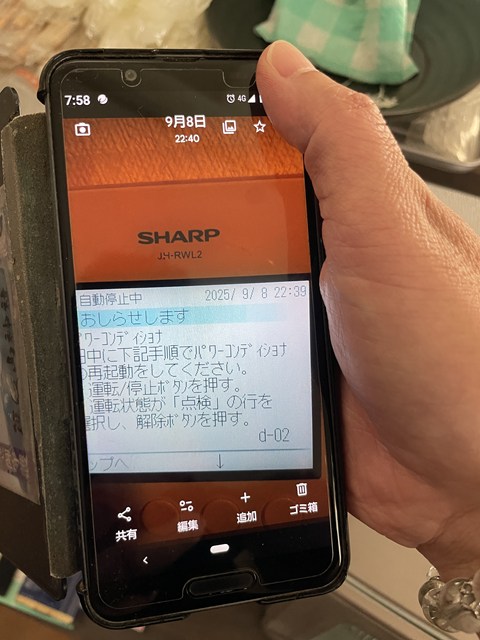 7:58
4G
9月8日
22:40
SHARP
JH-RWL2
自動停止中 2025/ 9/ 8 22:39
おしらせします
パワーコンディショナ
日中に下記手順でパワーコンディショナ
の再起動をしてください。
運転/停止ボタンを押す。
運転状態が「点検」の行を
選択し、解除ボタンを押す。
d-02
ップへ ↓
共有
編集
追加
ゴミ箱